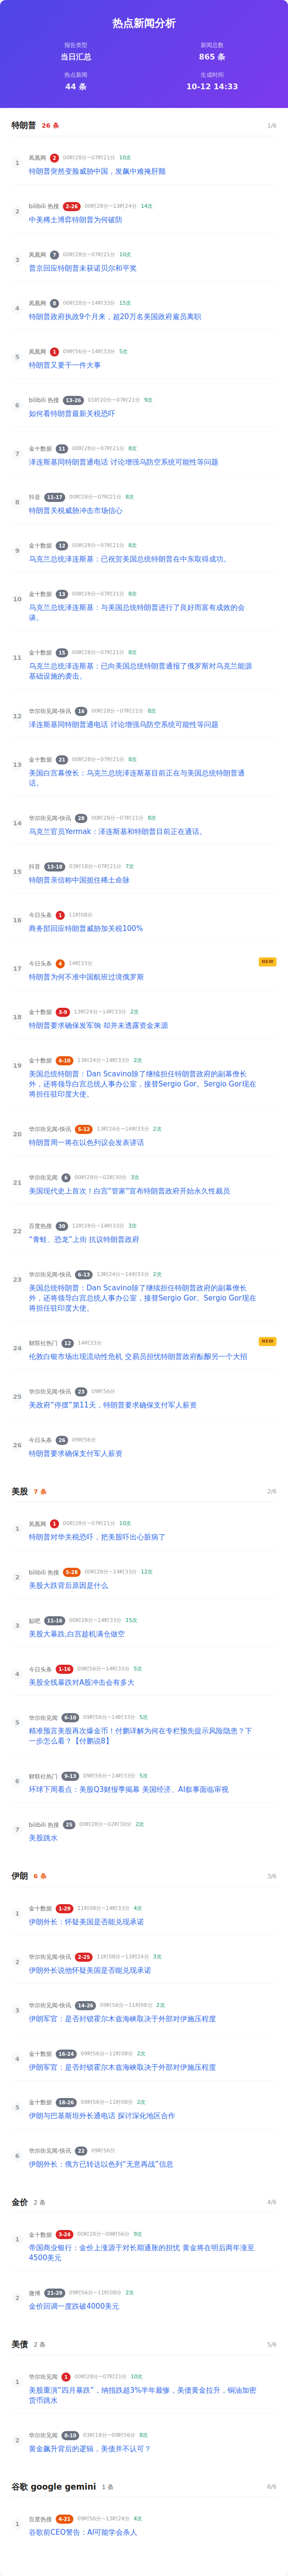 热点新闻分析
报告类型
新闻总数
当日汇总
865 条
热点新闻
生成时间
44 条
10-12 14:33
特朗普 26 条 1/6
1
凤凰网 2 00时28分~07时21分 10次
特朗普突然变脸威胁中国，发飙中难掩肝颤
2
bilibili 热搜 2-26 00时28分~13时24分 14次
中美稀土博弈特朗普为何破防
3
凤凰网 7 00时28分~07时21分 10次
普京回应特朗普未获诺贝尔和平奖
4
凤凰网 8 00时28分~14时33分 15次
特朗普政府执政9个月来，超20万名美国政府雇员离职
5
凤凰网 1 09时56分~14时33分 5次
特朗普又要干一件大事
6
bilibili 热搜 13-26 01时20分~07时21分 9次
如何看特朗普最新关税恐吓
7
金十数据 11 00时28分~07时21分 8次
泽连斯基同特朗普通电话 讨论增强乌防空系统可能性等问题
8
抖音 11-17 00时28分~07时21分 8次
特朗普关税威胁冲击市场信心
9
金十数据 12 00时28分~07时21分 8次
乌克兰总统泽连斯基：已祝贺美国总统特朗普在中东取得成功。
10
金十数据 13 00时28分~07时21分 8次
乌克兰总统泽连斯基：与美国总统特朗普进行了良好而富有成效的会
谈。
11
金十数据 15 00时28分~07时21分 8次
乌克兰总统泽连斯基：已向美国总统特朗普通报了俄罗斯对乌克兰能源
基础设施的袭击。
12
华尔街见闻-快讯 16 00时28分~07时21分 8次
泽连斯基同特朗普通电话 讨论增强乌防空系统可能性等问题
13
金十数据 21 00时28分~07时21分 8次
美国白宫幕僚长：乌克兰总统泽连斯基目前正在与美国总统特朗普通
话。
14
华尔街见闻-快讯 28 00时28分~07时21分 8次
乌克兰官员Yermak：泽连斯基和特朗普目前正在通话。
15
抖音 13-18 03时18分~07时21分 7次
特朗普亲信称中国扼住稀土命脉
16
今日头条 1 11时08分
商务部回应特朗普威胁加关税100%
17
今日头条 4 14时33分
NEW
特朗普为何不准中国航班过境俄罗斯
18
金十数据 3-9 13时24分~14时33分 2次
特朗普要求确保发军饷 却并未透露资金来源
19
金十数据 4-10 13时24分~14时33分 2次
美国总统特朗普：Dan Scavino除了继续担任特朗普政府的副幕僚长
外，还将领导白宫总统人事办公室，接替Sergio Gor，Sergio Gor现在
将担任驻印度大使。
20
华尔街见闻-快讯 5-12 13时24分~14时33分 2次
特朗普周一将在以色列议会发表讲话
21
华尔街见闻 6 00时28分~02时30分 3次
美国现代史上首次！白宫“管家”宣布特朗普政府开始永久性裁员
22
百度热搜 30 12时28分~14时33分 3次
“青蛙、恐龙”上街 抗议特朗普政府
23
华尔街见闻-快讯 6-13 13时24分~14时33分 2次
美国总统特朗普：Dan Scavino除了继续担任特朗普政府的副幕僚长
外，还将领导白宫总统人事办公室，接替Sergio Gor，Sergio Gor现在
将担任驻印度大使。
24
财联社热门 12 14时33分
NEW
伦敦白银市场出现流动性危机 交易员担忧特朗普政府酝酿另一个大招
25
华尔街见闻-快讯 23 09时56分
美政府“停摆”第11天，特朗普要求确保支付军人薪资
26
今日头条 26 09时56分
特朗普要求确保支付军人薪资
美股 7 条 2/6
1
凤凰网 1 00时28分~07时21分 10次
特朗普对华关税恐吓，把美股吓出心脏病了
2
bilibili 热搜 5-28 00时28分~14时33分 12次
美股大跌背后原因是什么
3
贴吧 11-16 00时28分~14时33分 15次
美股大暴跌,白宫趁机满仓做空
4
今日头条 1-16 09时56分~14时33分 5次
美股全线暴跌对A股冲击会有多大
5
华尔街见闻 6-10 09时56分~14时33分 5次
精准预言美股再次爆金币！付鹏详解为何在专栏预先提示风险隐患？下
一步怎么看？【付鹏说8】
6
财联社热门 9-13 09时56分~14时33分 5次
环球下周看点：美股Q3财报季揭幕 美国经济、AI叙事面临审视
7
bilibili 热搜 25 00时28分~02时30分 2次
美股跳水
伊朗 6 条 3/6
1
金十数据 1-29 11时08分~14时33分 4次
伊朗外长：怀疑美国是否能兑现承诺
2
华尔街见闻-快讯 2-25 11时08分~13时24分 3次
伊朗外长说他怀疑美国是否能兑现承诺
3
华尔街见闻-快讯 14-26 09时56分~11时08分 2次
伊朗军官：是否封锁霍尔木兹海峡取决于外部对伊施压程度
4
金十数据 16-24 09时56分~11时08分 2次
伊朗军官：是否封锁霍尔木兹海峡取决于外部对伊施压程度
5
金十数据 18-26 09时56分~11时08分 2次
伊朗与巴基斯坦外长通电话 探讨深化地区合作
6
华尔街见闻-快讯 22 09时56分
伊朗外长：俄方已转达以色列“无意再战”信息
金价 2 条 4/6
1
金十数据 3-24 00时28分~09时56分 9次
帝国商业银行：金价上涨源于对长期通胀的担忧 黄金将在明后两年涨至
4500美元
2
微博 21-29 09时56分~11时08分 2次
金价回调一度跌破4000美元
美债 2 条 5/6
1
华尔街见闻 1 00时28分~07时21分 10次
美股重演“四月暴跌”，纳指跌超3%半年最惨，美债黄金拉升，铜油加密
货币跳水
2
华尔街见闻 8-10 03时18分~09时56分 8次
黄金飙升背后的逻辑，美债并不认可？
谷歌 google gemini 1 条 6/6
1
百度热搜 4-21 09时56分~13时24分 4次
谷歌前CEO警告：AI可能学会杀人